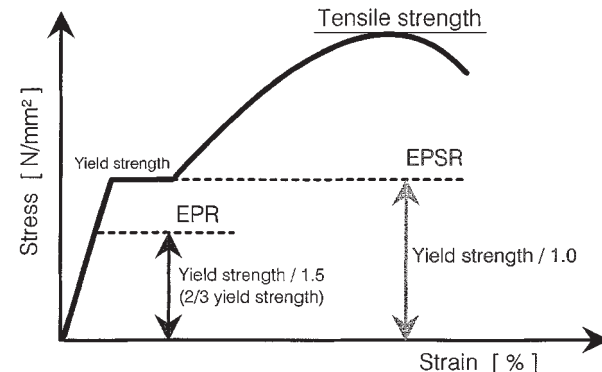 Tensile strength
Stress [ N/mm² ]
Yield strength
EPSR
EPR
Yield strength / 1.0
Yield strength / 1.5
(2/3 yield strength)
Strain [ % ]